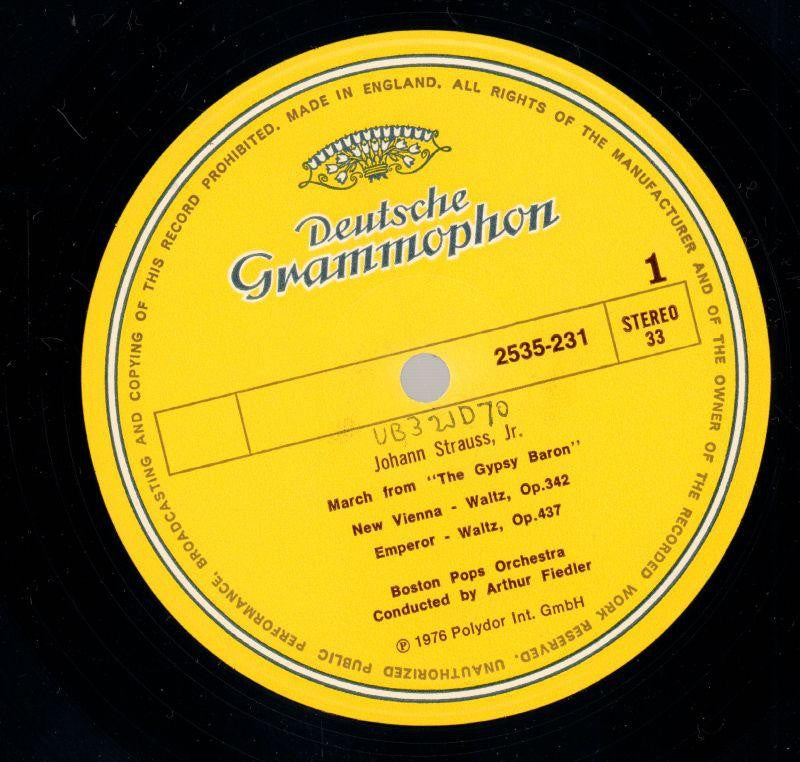 BROADCASTING AND COPYING OF THIS RECORD PROHIBITED. MADE IN ENGLAND. ALL RIGHTS OF THE MANUFACTURER AND OF THE OWNER OF THE RECORDED WORK RESERVED. UNAUTHORIZED PUBLIC PERFORMANCE,
Deutsche
Grammophon
1
2535-231
STEREO
33
Johann Strauss, Jr.
March from "The Gypsy Baron"
New Vienna - Waltz, Op.342
Emperor - Waltz, Op.437
Boston Pops Orchestra
Conducted by Arthur Fiedler
℗ 1976 Polydor Int. GmbH